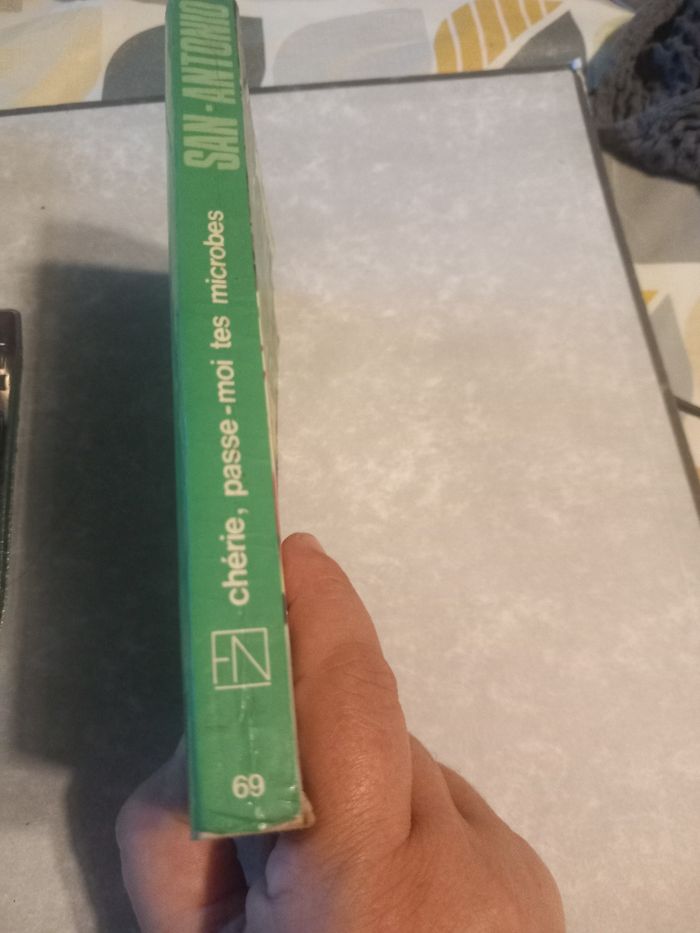 SAN-ANTONIO
chérie, passe-moi tes microbes
FN
69